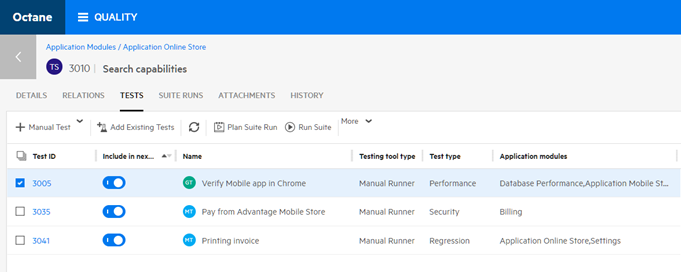 Octane QUALITY
Application Modules / Application Online Store
TS 3010 Search capabilities
DETAILS RELATIONS TESTS SUITE RUNS ATTACHMENTS HISTORY
Manual Test Add Existing Tests Plan Suite Run Run Suite More
Test ID Include in nex... Name Testing tool type Test type Application modules
3005 GT Verify Mobile app in Chrome Manual Runner Performance Database Performance,Application Mobile St...
3035 MT Pay from Advantage Mobile Store Manual Runner Security Billing
3041 MT Printing invoice Manual Runner Regression Application Online Store,Settings